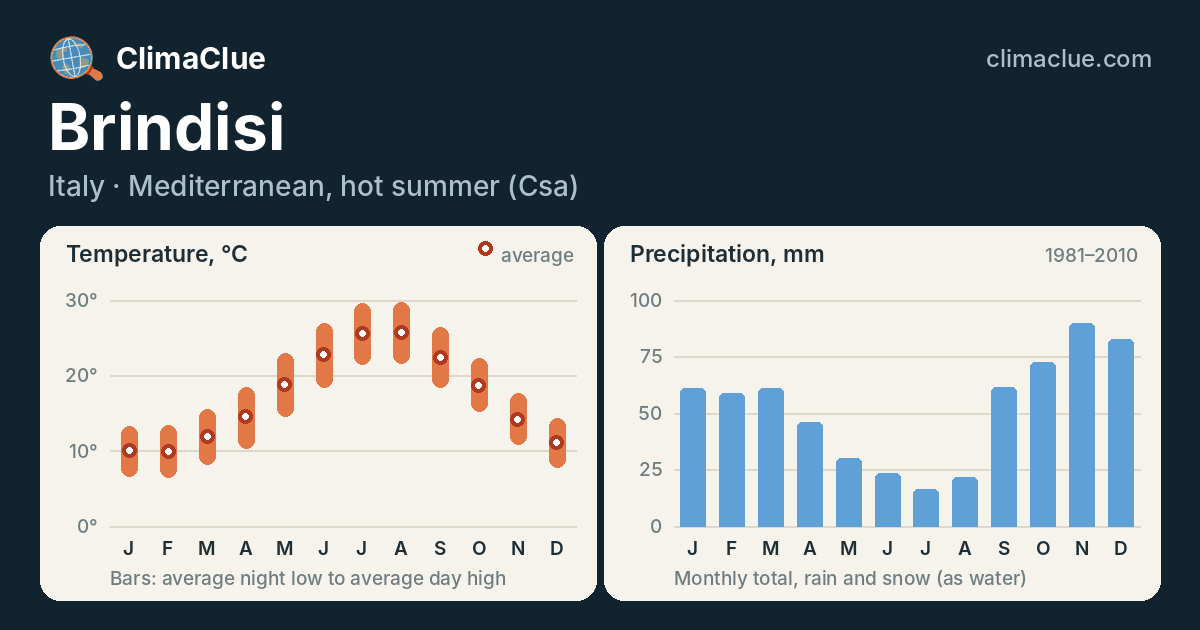 ClimaClue
climaclue.com
Brindisi
Italy · Mediterranean, hot summer (Csa)
Temperature, °C
average
30°
20°
10°
0°
J F M A M J J A S O N D
Bars: average night low to average day high
Precipitation, mm
1981–2010
100
75
50
25
0
J F M A M J J A S O N D
Monthly total, rain and snow (as water)